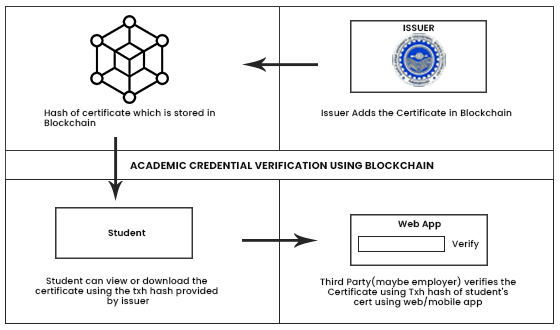 ISSUER
Hash of certificate which is stored in
Blockchain
Issuer Adds the Certificate in Blockchain
ACADEMIC CREDENTIAL VERIFICATION USING BLOCKCHAIN
Student
Web App
Verify
Student can view or download the
certificate using the txh hash provided
by issuer
Third Party(maybe employer) verifies the
Certificate using Txh hash of student's
cert using web/mobile app